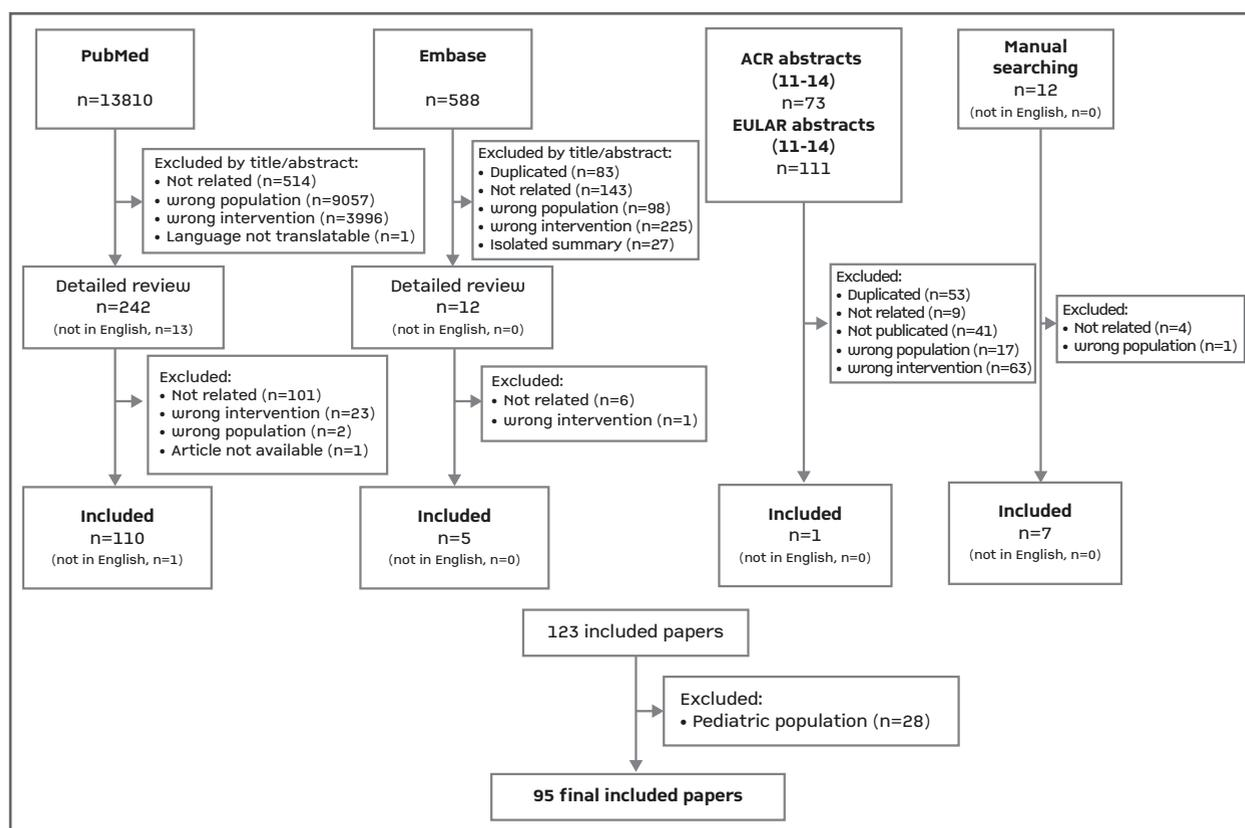 PubMed
n=13810
Excluded by title/abstract:
• Not related (n=514)
• wrong population (n=9057)
• wrong intervention (n=3996)
• Language not translatable (n=1)
Detailed review
n=242
(not in English, n=13)
Excluded:
• Not related (n=101)
• wrong intervention (n=23)
• wrong population (n=2)
• Article not available (n=1)
Included
n=110
(not in English, n=1)
Embase
n=588
Excluded by title/abstract:
• Duplicated (n=83)
• Not related (n=143)
• wrong population (n=98)
• wrong intervention (n=225)
• Isolated summary (n=27)
Detailed review
n=12
(not in English, n=0)
Excluded:
• Not related (n=6)
• wrong intervention (n=1)
Included
n=5
(not in English, n=0)
ACR abstracts
(11-14)
n=73
EULAR abstracts
(11-14)
n=111
Excluded:
• Duplicated (n=53)
• Not related (n=9)
• Not publicated (n=41)
• wrong population (n=17)
• wrong intervention (n=63)
Included
n=1
(not in English, n=0)
Manual
searching
n=12
(not in English, n=0)
Excluded:
• Not related (n=4)
• wrong population (n=1)
Included
n=7
(not in English, n=0)
123 included papers
Excluded:
• Pediatric population (n=28)
95 final included papers